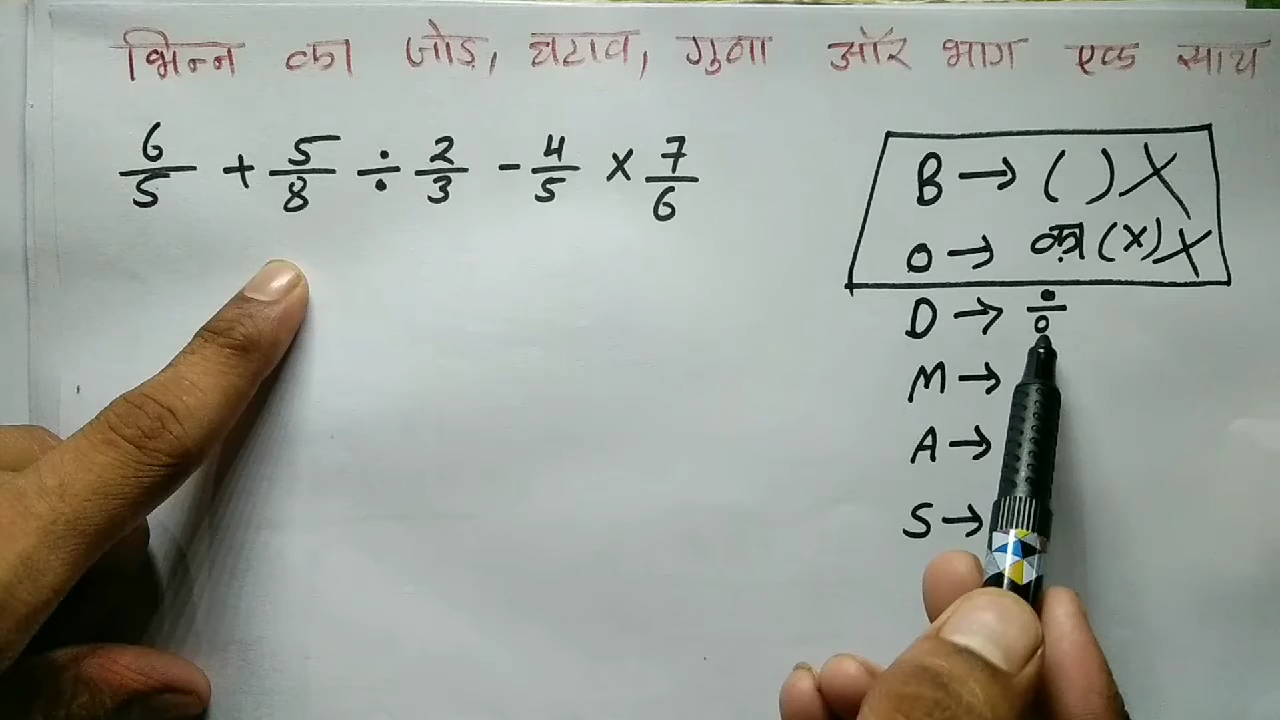 भिन्न का जोड़, घटाव, गुना और भाग एक साथ
6/5 + 5/8 ÷ 2/3 - 4/5 × 7/6
B → ( ) X
O → का (×) X
D → ÷
M →
A →
S →